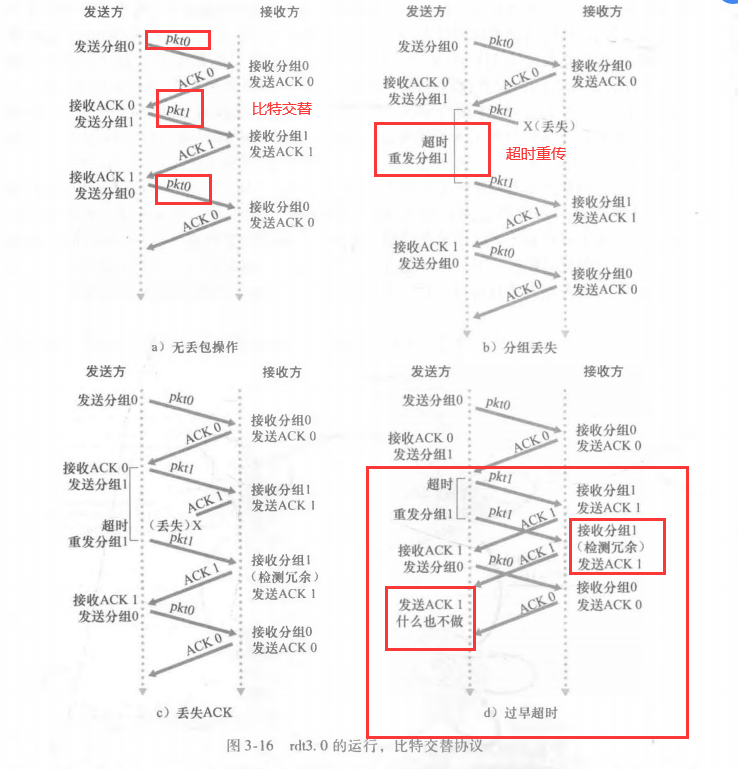 发送方
接收方
发送分组0
pkt0
接收分组0
发送ACK 0
ACK 0
接收ACK 0
发送分组1
pkt1
比特交替
接收分组1
发送ACK 1
ACK 1
接收ACK 1
发送分组0
pkt0
接收分组0
发送ACK 0
ACK 0
a）无丢包操作
发送方
接收方
发送分组0
pkt0
接收分组0
发送ACK 0
ACK 0
接收ACK 0
发送分组1
pkt1
X(丢失)
超时
重发分组1
超时重传
pkt1
接收分组1
发送ACK 1
ACK 1
接收ACK 1
发送分组0
pkt0
接收分组0
发送ACK 0
ACK 0
b）分组丢失
发送方
接收方
发送分组0
pkt0
接收分组0
发送ACK 0
ACK 0
接收ACK 0
发送分组1
pkt1
接收分组1
发送ACK 1
ACK 1
(丢失)X
超时
重发分组1
pkt1
接收分组1
（检测冗余）
发送ACK 1
ACK 1
接收ACK 1
发送分组0
pkt0
接收分组0
发送ACK 0
ACK 0
c）丢失ACK
发送方
接收方
发送分组0
pkt0
接收分组0
发送ACK 0
ACK 0
接收ACK 0
发送分组1
pkt1
超时
接收分组1
发送ACK 1
ACK 1
重发分组1
pkt1
接收分组1
（检测冗余）
发送ACK 1
ACK 1
接收ACK 1
发送分组0
pkt0
接收分组0
发送ACK 0
ACK 0
发送ACK 1
什么也不做
d）过早超时
图 3-16 rdt3.0 的运行，比特交替协议